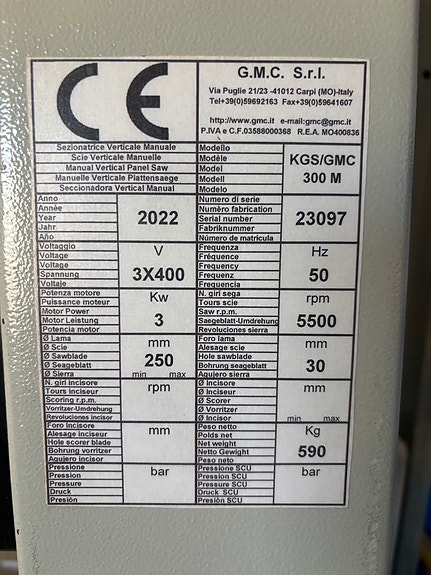 CE
G.M.C. S.r.l.
Via Puglie 21/23 -41012 Carpi (MO)-Italy
Tel+39(0)59692163 Fax+39(0)59641607
http://www.gmc.it e-mail:gmc@gmc.it
P.IVA e C.F.03588000368 R.E.A. MO400836
Sezionatrice Verticale Manuale
Scie Verticale Manuelle
Manual Vertical Panel Saw
Manuelle Vertikale Plattensaege
Seccionadora Vertical Manual
Modello
Modèle
Model
Modell
Modelo
KGS/GMC
300 M
Anno
Année
Year
Jahr
Año
2022
Numero di serie
Numèro fabrication
Serial number
Fabriknummer
Número de matricula
23097
Voltaggio
Voltage
Voltage
Spannung
Voltaje
V
3X400
Frequenza
Fréquence
Frequency
Frequenz
Frecuencia
Hz
50
Potenza motore
Puissance moteur
Motor Power
Motor Leistung
Potencia motor
Kw
3
N. giri sega
Tours scie
Saw r.p.m.
Saegeblatt-Umdrehung
Revoluciones sierra
rpm
5500
Ø Lama
Ø Scie
Ø Sawblade
Ø Seageblatt
Ø Sierra
mm
250
min max
Foro lama
Alesage scie
Hole sawblade
Bohrung seageblatt
Agujero sierra
mm
30
N. giri incisore
Tours inciseur
Scoring r.p.m.
Vorritzer-Umdrehung
Revoluciones incisor
rpm
Ø Incisore
Ø Inciseur
Ø Scorer
Ø Vorritzer
Ø Incisor
mm
min max
Foro Incisore
Alesage inciseur
Hole scorer blade
Bohrung vorritzer
Agujero incisor
mm
Peso netto
Polds net
Net weight
Netto Gewight
Peso neto
Kg
590
Pressione
Pression
Pressure
Druck
Presión
bar
Pressione SCU
Pression SCU
Pressure SCU
Druck SCU
Presión SCU
bar